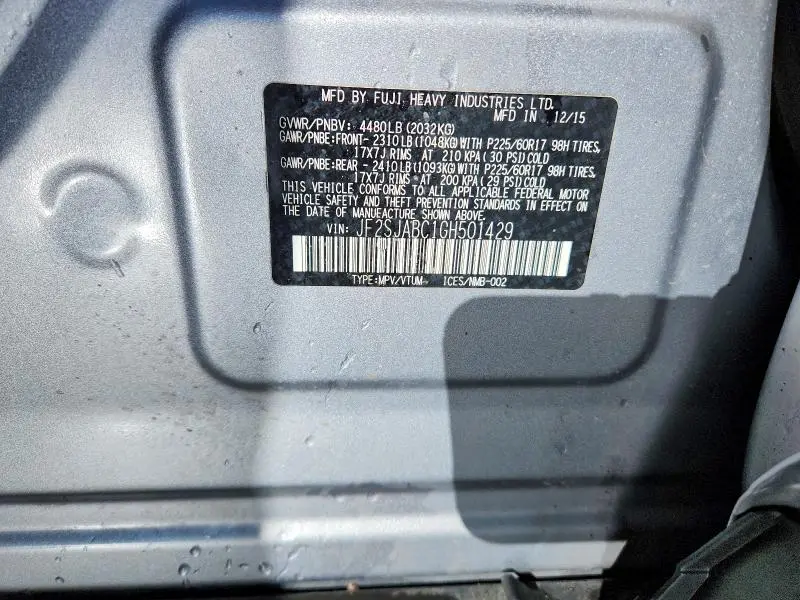 MFD BY FUJI HEAVY INDUSTRIES LTD.
MFD IN 12/15
GVWR/PNBV: 4480LB(2032KG)
GAWR/PNBE:FRONT-2310LB(1048KG)WITH P225/60R17 98H TIRES,
17X7J RIMS AT 210 KPA(30 PSI)COLD
GAWR/PNBE:REAR -2410LB(1093KG)WITH P225/60R17 98H TIRES,
17X7J RIMS AT 200 KPA(29 PSI)COLD
THIS VEHICLE CONFORMS TO ALL APPLICABLE FEDERAL MOTOR
VEHICLE SAFETY AND THEFT PREVENTION STANDARDS IN EFFECT ON
THE DATE OF MANUFACTURE SHOWN ABOVE.
VIN: JF2SJABC1GH501429
TYPE:MPV/VTUM ICES/NMB-002